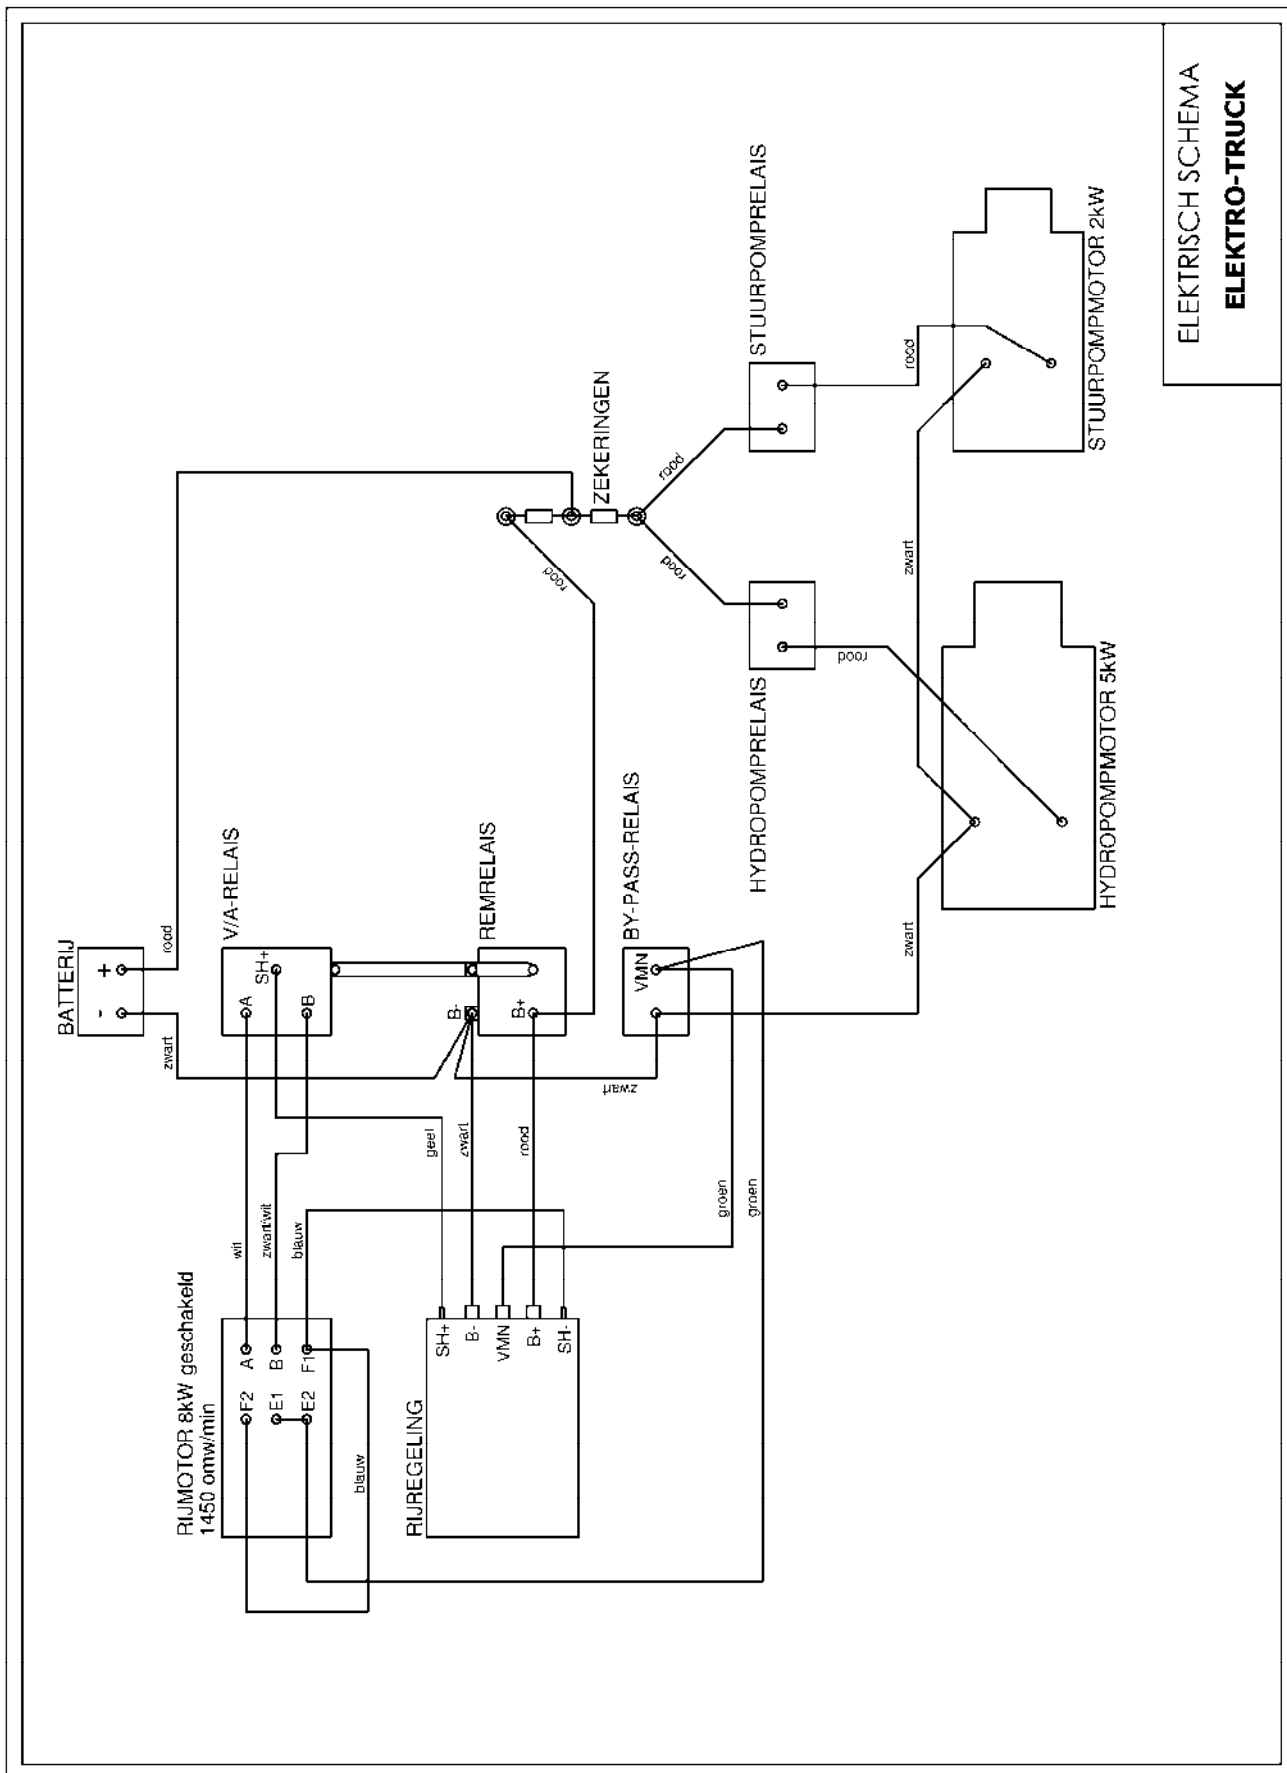 BATTERIJ
- +
zwart
rood
RIJMOTOR 8kW geschakeld
1450 omw/min
F2 A
E1 B
E2 F1
wit
zwart/wit
blauw
blauw
V/A-RELAIS
A
SH+
B
RIJREGELING
SH+
B-
VMN
B+
SH-
geel
zwart
rood
REMRELAIS
B-
B+
rood
ZEKERINGEN
zwart
groen
groen
BY-PASS-RELAIS
VMN
rood
rood
HYDROPOMPRELAIS
STUURPOMPRELAIS
rood
rood
zwart
zwart
HYDROPOMPMOTOR 5kW
STUURPOMPMOTOR 2kW
ELEKTRISCH SCHEMA
ELEKTRO-TRUCK